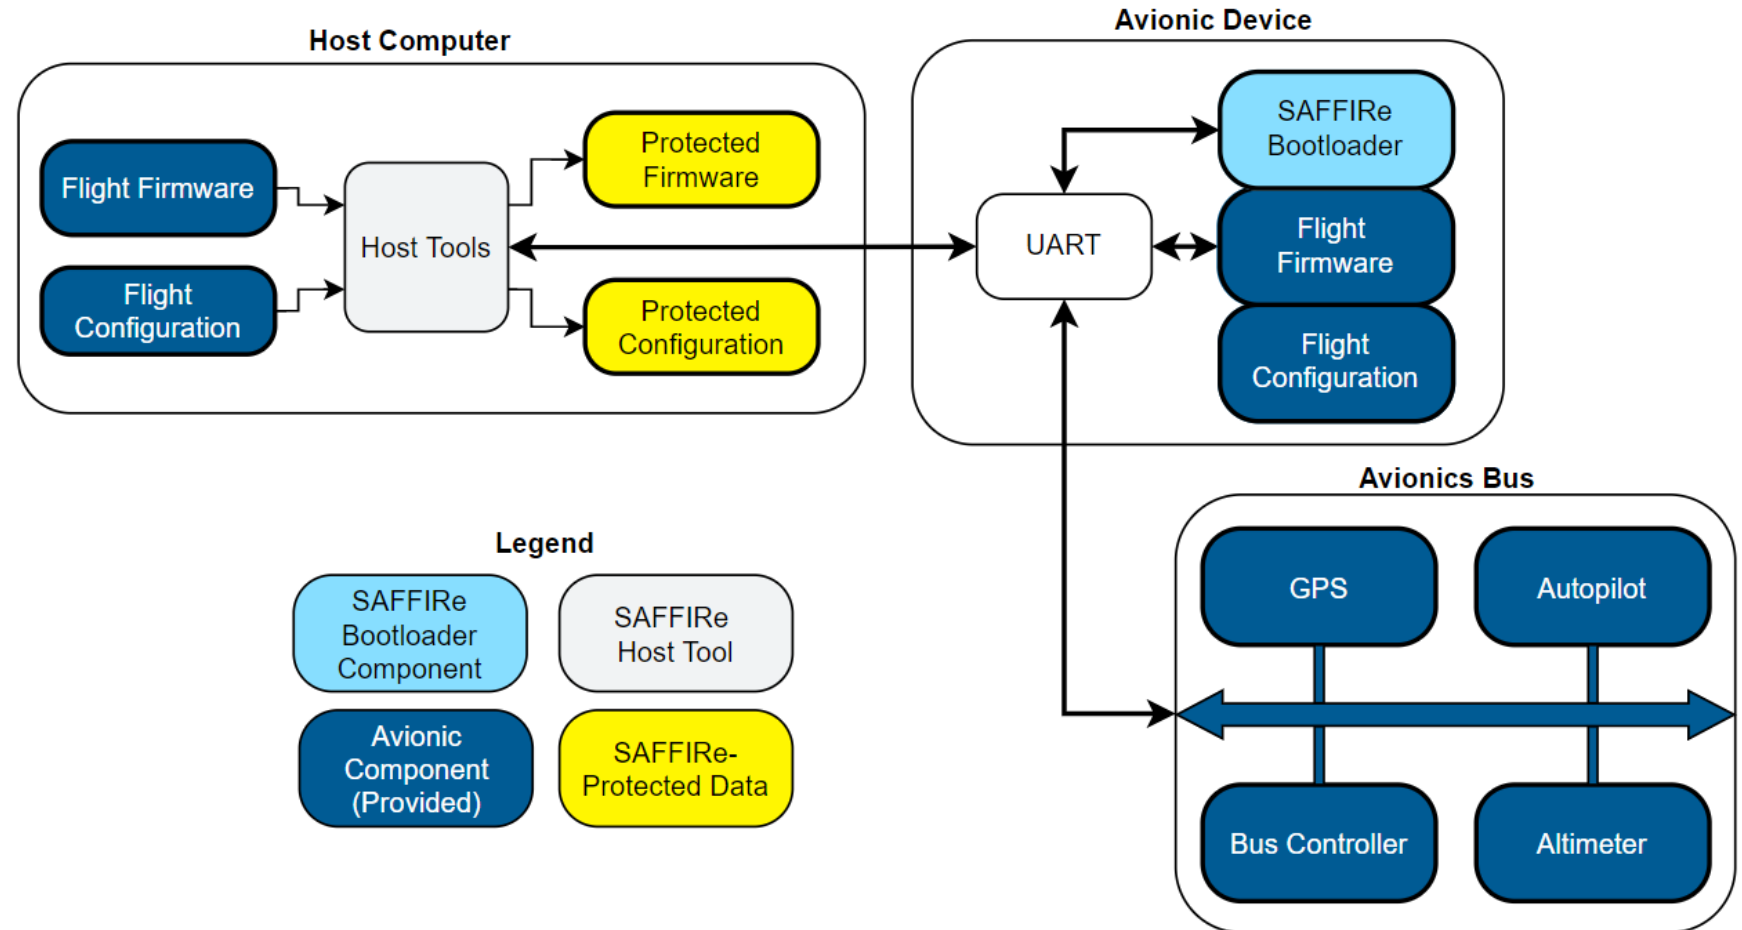 Host Computer
Flight Firmware
Flight
Configuration
Host Tools
Protected
Firmware
Protected
Configuration
Avionic Device
UART
SAFFIRe
Bootloader
Flight
Firmware
Flight
Configuration
Avionics Bus
GPS
Autopilot
Bus Controller
Altimeter
Legend
SAFFIRe
Bootloader
Component
SAFFIRe
Host Tool
Avionic
Component
(Provided)
SAFFIRe-
Protected Data